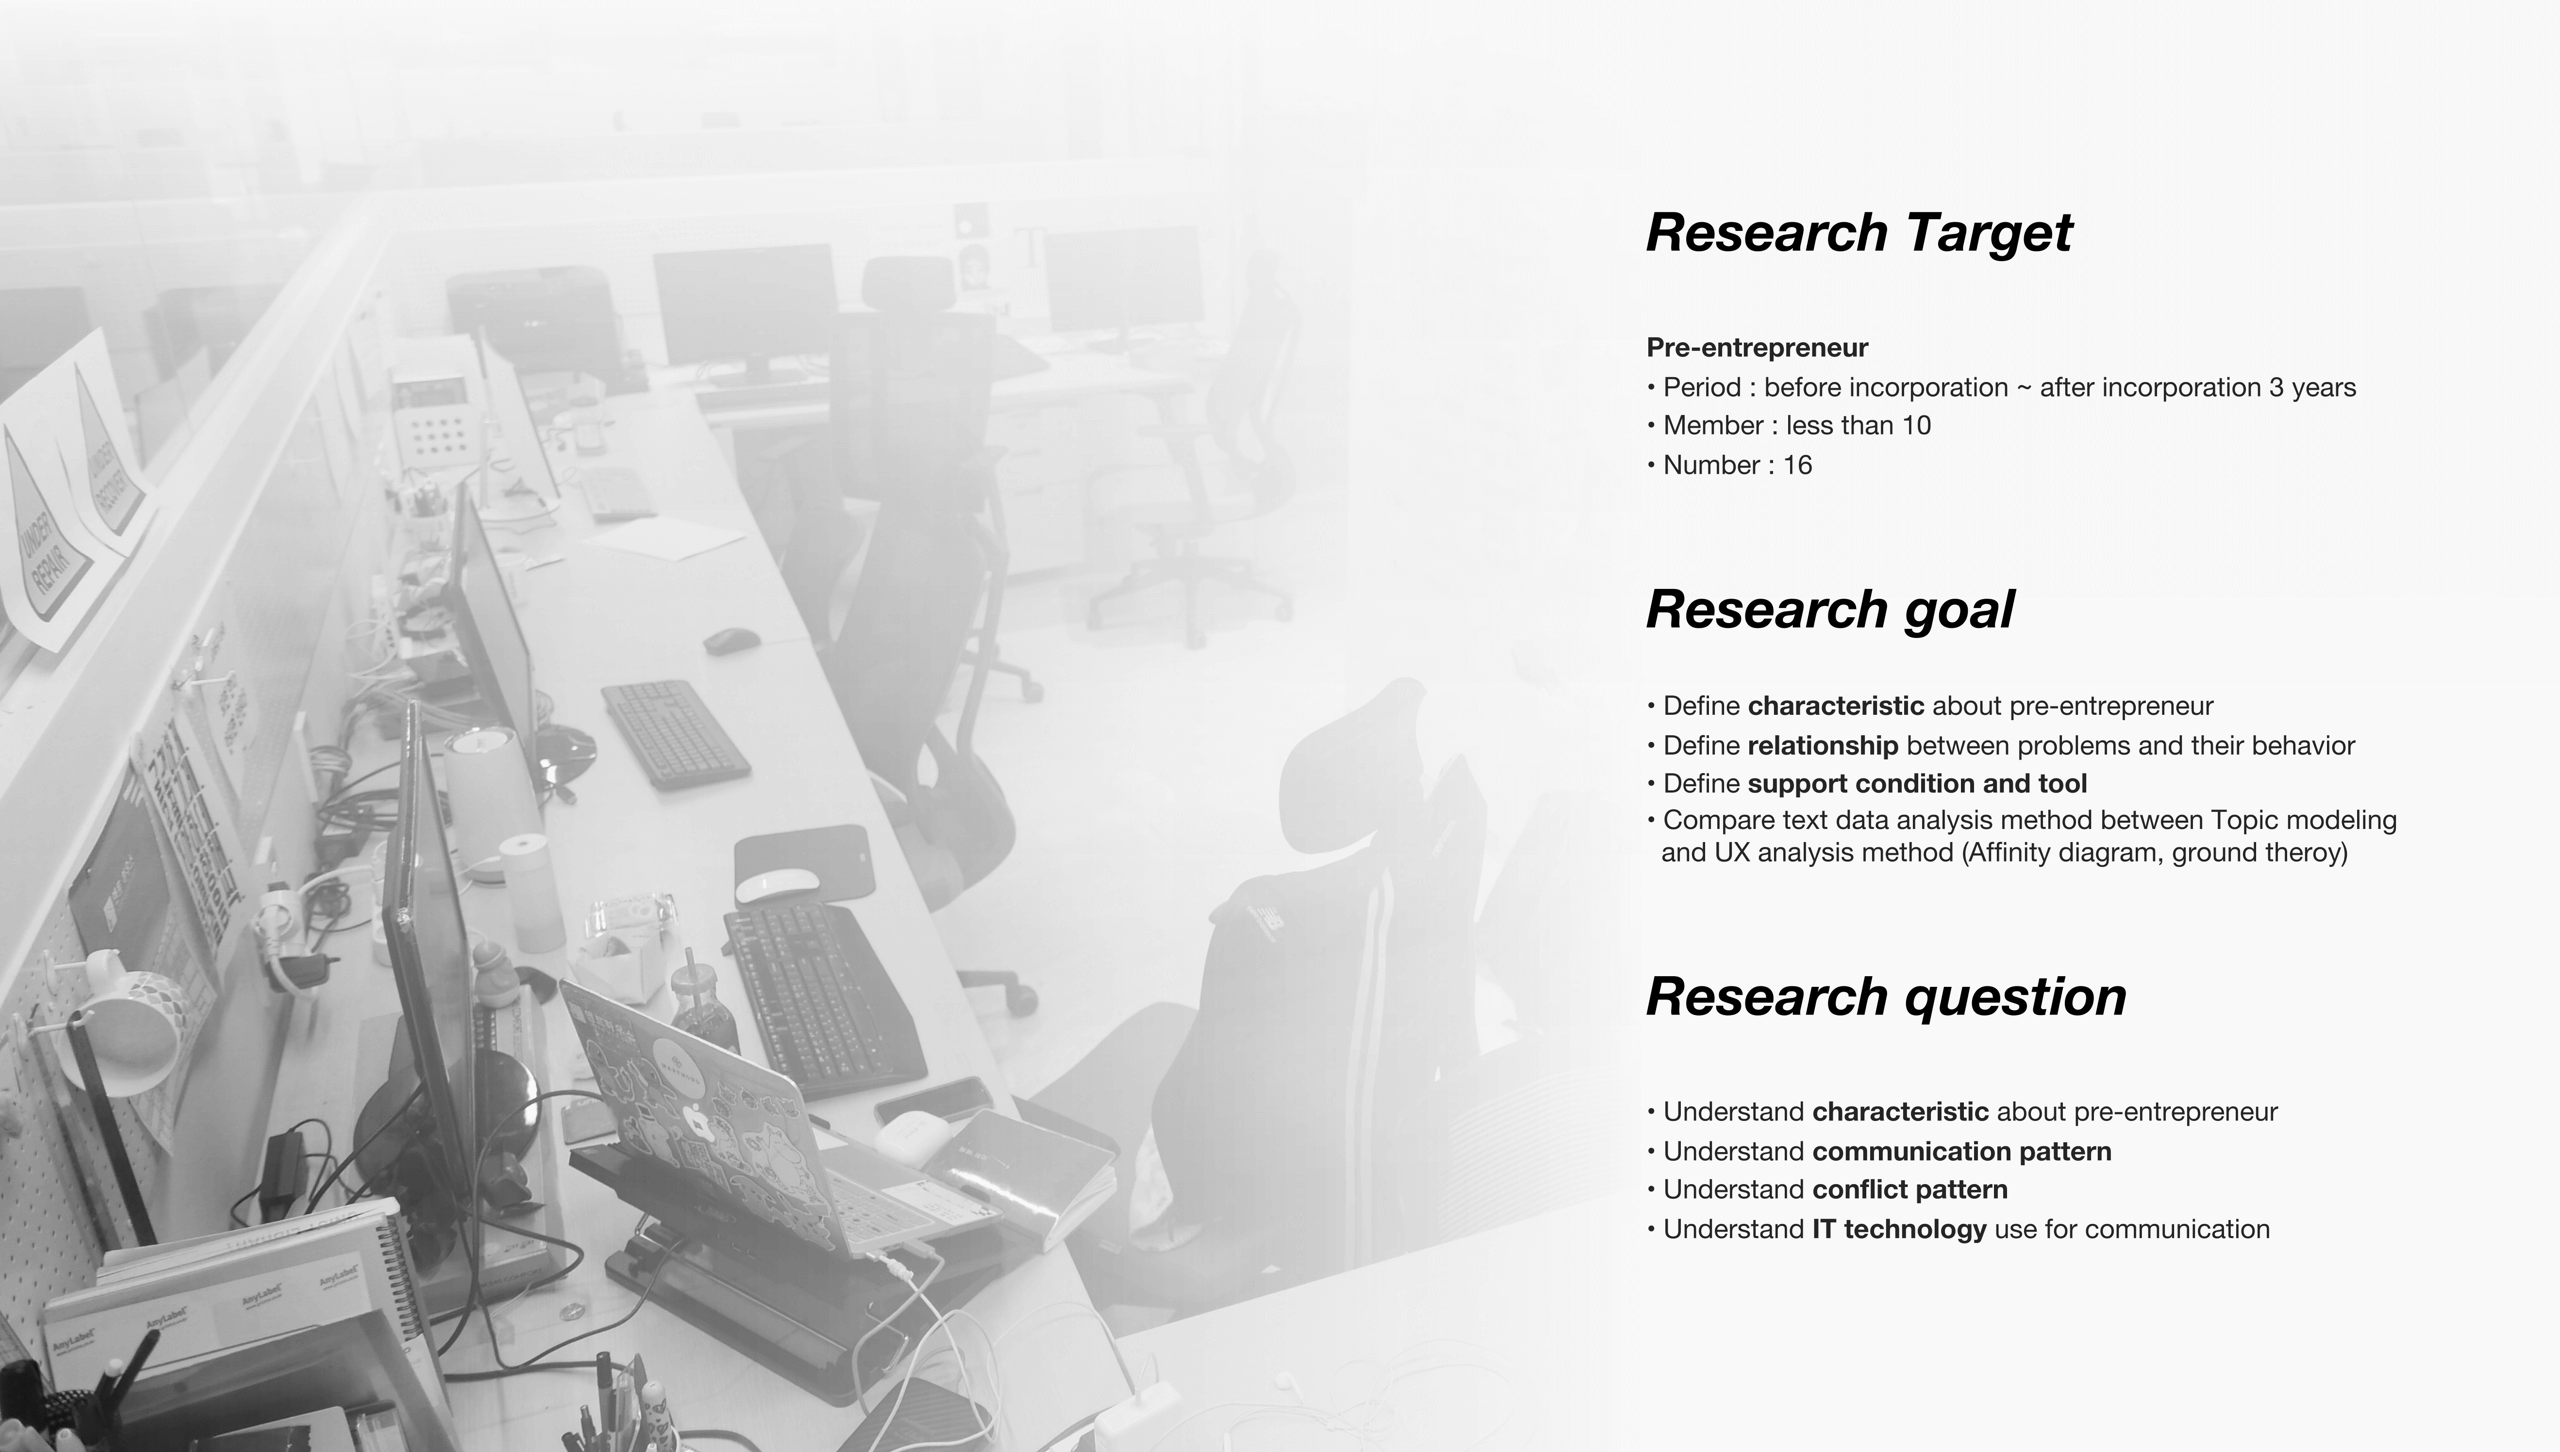 Research Target
Pre-entrepreneur
• Period : before incorporation ~ after incorporation 3 years
• Member : less than 10
• Number : 16
Research goal
• Define characteristic about pre-entrepreneur
• Define relationship between problems and their behavior
• Define support condition and tool
• Compare text data analysis method between Topic modeling
and UX analysis method (Affinity diagram, ground theroy)
Research question
• Understand characteristic about pre-entrepreneur
• Understand communication pattern
• Understand conflict pattern
• Understand IT technology use for communication
UNDER
REPAIR
UNDER
RECOVERY
AnyLabel
AnyLabel
AnyLabel